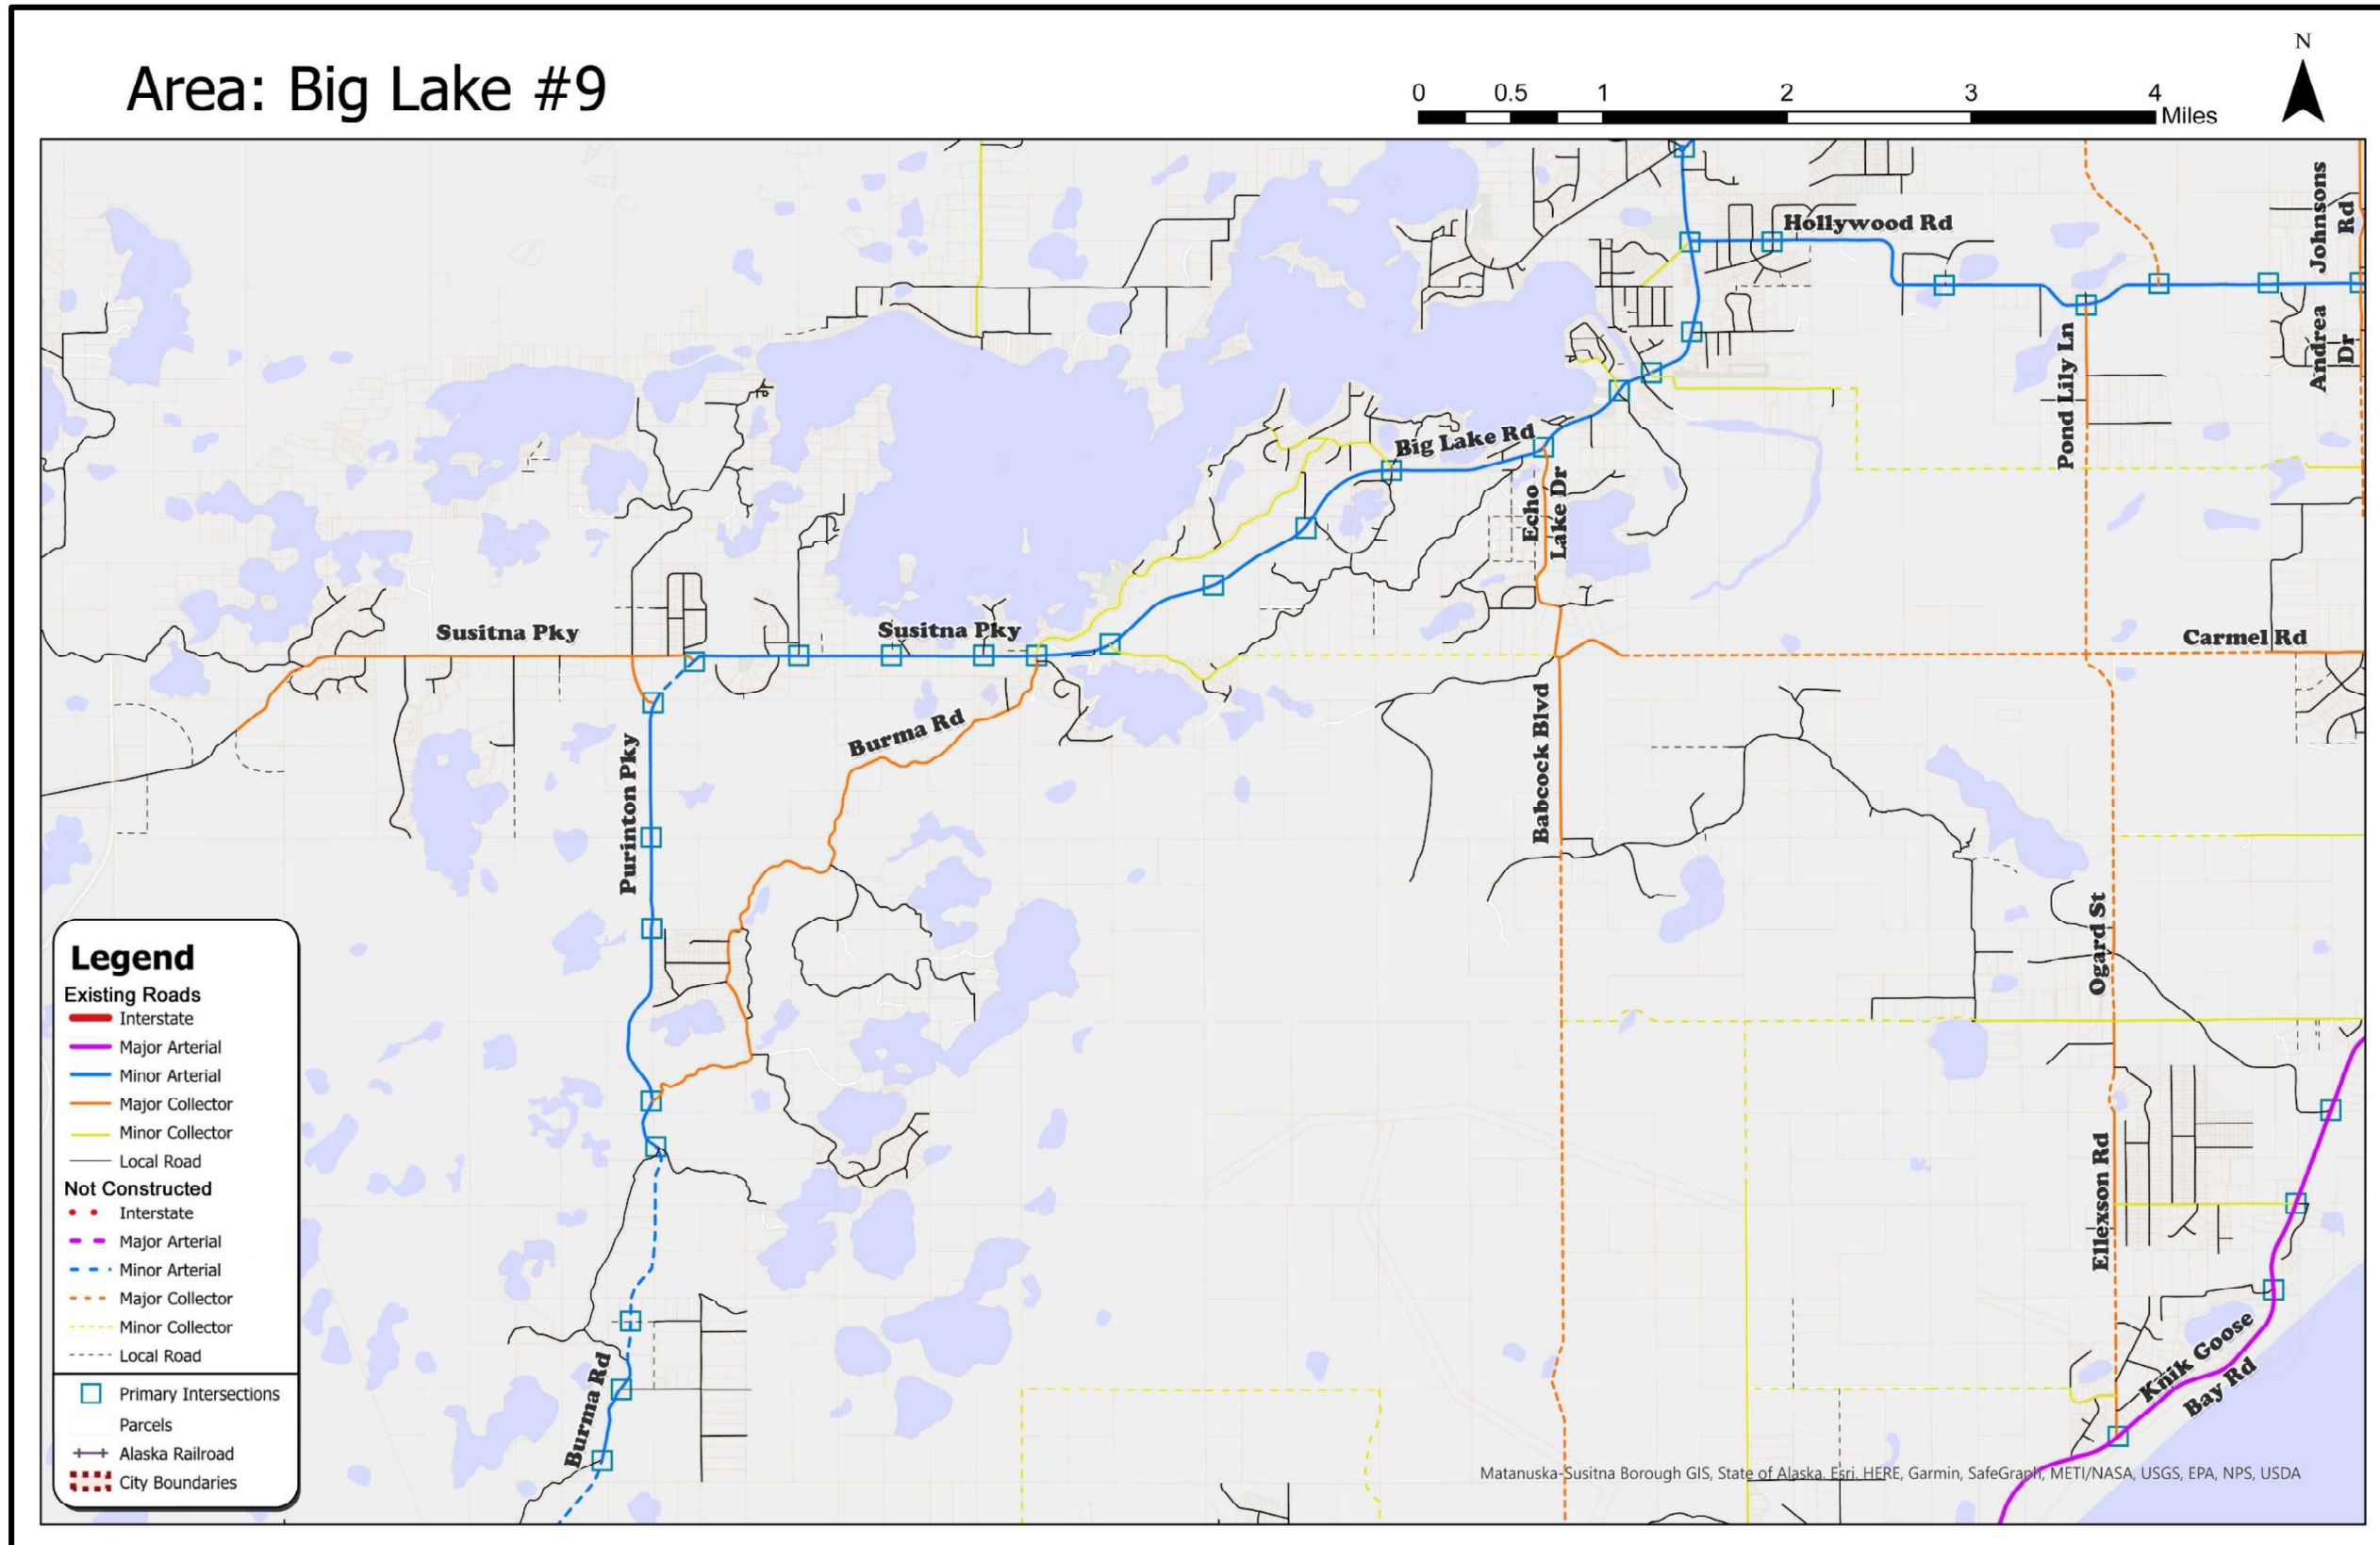 N
Area: Big Lake #9
0 0.5 1 2 3 4
Miles
Johnsons
Rd
Hollywood Rd
Andrea
Dr
Pond Lily Ln
Big Lake Rd
Echo
Lake Dr
Susitna Pky
Susitna Pky
Carmel Rd
Burma Rd
Babcock Blvd
Purinton Pky
Ogard St
Ellexson Rd
Knik Goose
Bay Rd
Burma Rd
Legend
Existing Roads
Interstate
Major Arterial
Minor Arterial
Major Collector
Minor Collector
Local Road
Not Constructed
Interstate
Major Arterial
Minor Arterial
Major Collector
Minor Collector
Local Road
Primary Intersections
Parcels
Alaska Railroad
City Boundaries
Matanuska-Susitna Borough GIS, State of Alaska, Esri, HERE, Garmin, SafeGraph, METI/NASA, USGS, EPA, NPS, USDA